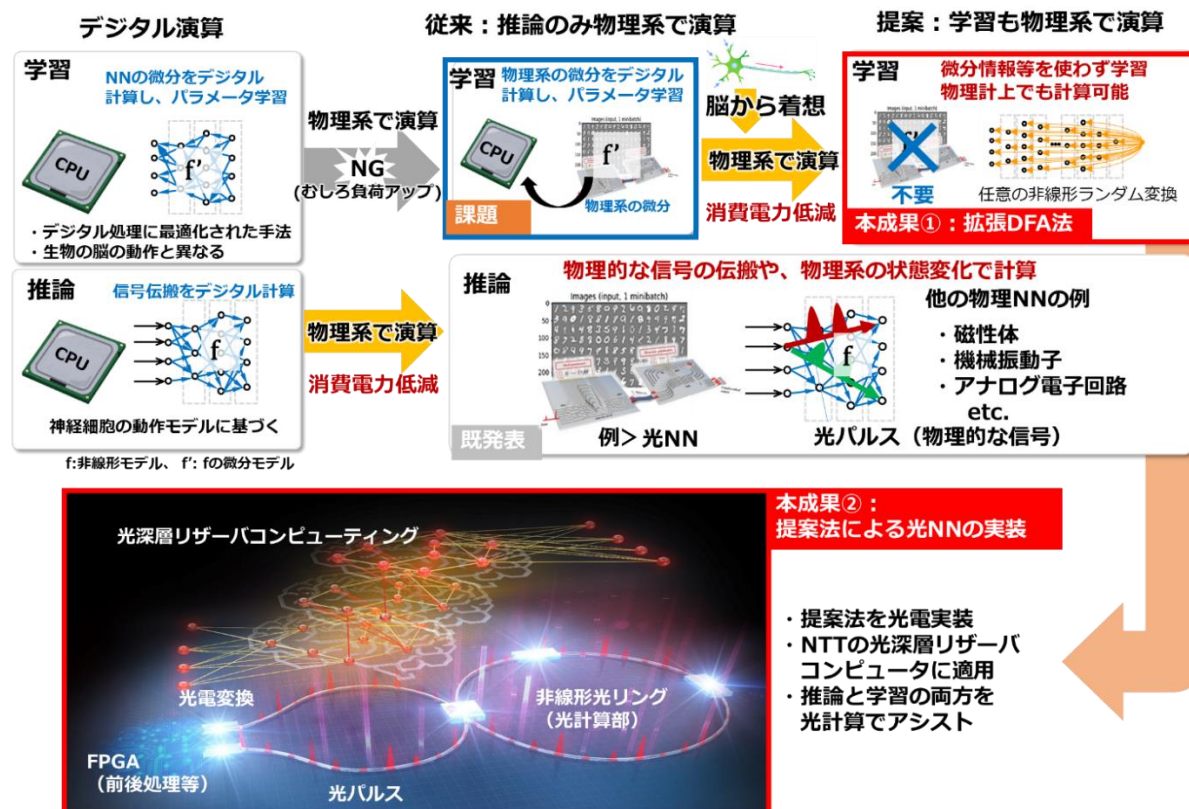 デジタル演算
従来：推論のみ物理系で演算
提案：学習も物理系で演算
学習
NNの微分をデジタル
計算し、パラメータ学習
CPU
f'
・デジタル処理に最適化された手法
・生物の脳の動作と異なる
物理系で演算
NG
(むしろ負荷アップ)
学習
物理系の微分をデジタル
計算し、パラメータ学習
Images (input, 1 minibatch)
CPU
f'
物理系の微分
課題
脳から着想
物理系で演算
消費電力低減
学習
微分情報等を使わず学習
物理計上でも計算可能
f'
不要
任意の非線形ランダム変換
本成果①：拡張DFA法
推論
信号伝搬をデジタル計算
CPU
f
神経細胞の動作モデルに基づく
f:非線形モデル、 f': fの微分モデル
物理系で演算
消費電力低減
推論
物理的な信号の伝搬や、物理系の状態変化で計算
Images (input, 1 minibatch)
0
50
100
150
200
例＞光NN
既発表
f
光パルス（物理的な信号）
他の物理NNの例
・磁性体
・機械振動子
・アナログ電子回路
etc.
本成果②：
提案法による光NNの実装
光深層リザーバコンピューティング
光電変換
非線形光リング
（光計算部）
FPGA
（前後処理等）
光パルス
・提案法を光電実装
・NTTの光深層リザーバ
コンピュータに適用
・推論と学習の両方を
光計算でアシスト